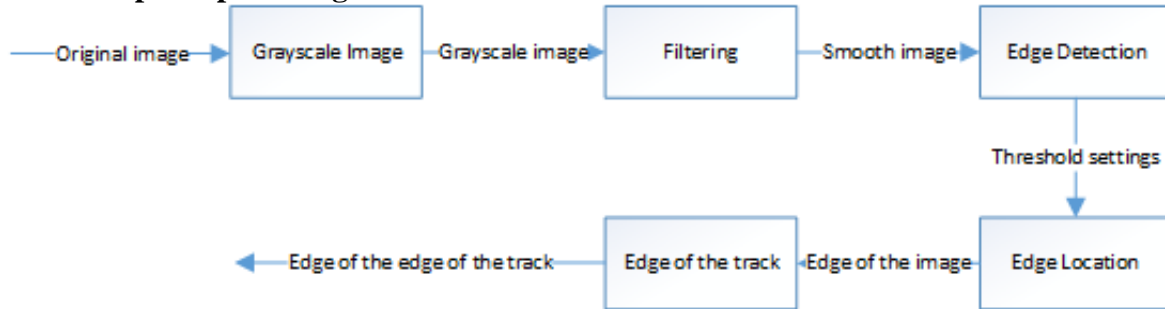 Original image
Grayscale Image
Grayscale image
Filtering
Smooth image
Edge Detection
Threshold settings
Edge Location
Edge of the image
Edge of the track
Edge of the edge of the track